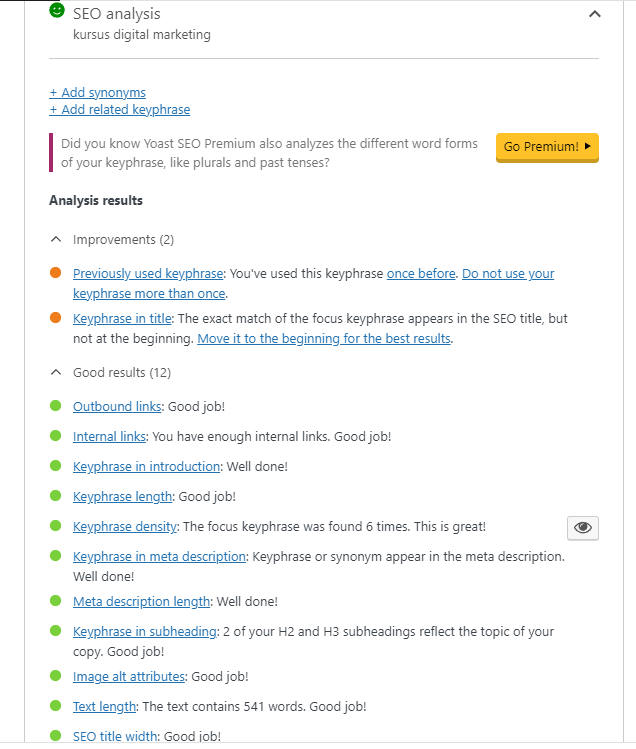 SEO analysis
kursus digital marketing
+ Add synonyms
+ Add related keyphrase
Did you know Yoast SEO Premium also analyzes the different word forms
of your keyphrase, like plurals and past tenses?
Go Premium!
Analysis results
Improvements (2)
Previously used keyphrase: You've used this keyphrase once before. Do not use your
keyphrase more than once.
Keyphrase in title: The exact match of the focus keyphrase appears in the SEO title, but
not at the beginning. Move it to the beginning for the best results.
Good results (12)
Outbound links: Good job!
Internal links: You have enough internal links. Good job!
Keyphrase in introduction: Well done!
Keyphrase length: Good job!
Keyphrase density: The focus keyphrase was found 6 times. This is great!
Keyphrase in meta description: Keyphrase or synonym appear in the meta description.
Well done!
Meta description length: Well done!
Keyphrase in subheading: 2 of your H2 and H3 subheadings reflect the topic of your
copy. Good job!
Image alt attributes: Good job!
Text length: The text contains 541 words. Good job!
SEO title width: Good job!